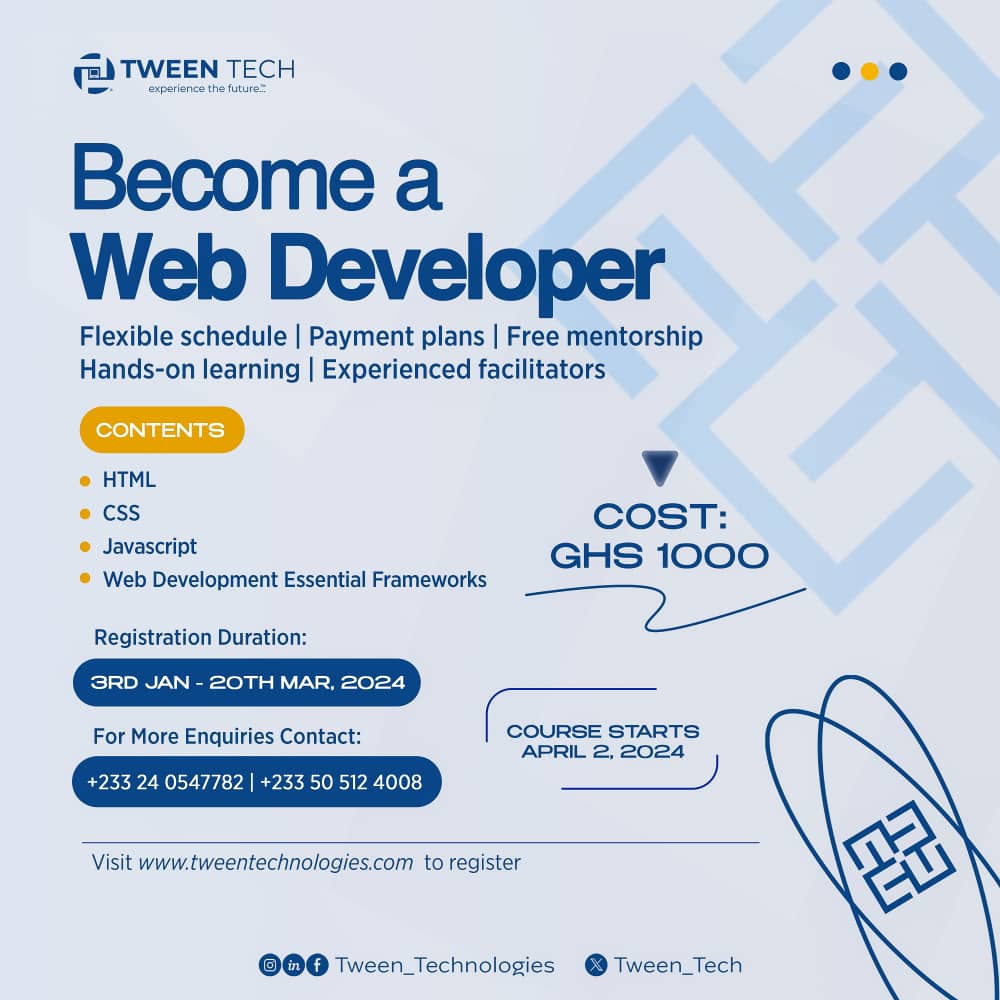 TWEEN TECH
experience the future...™
Become a
Web Developer
Flexible schedule | Payment plans | Free mentorship
Hands-on learning | Experienced facilitators
CONTENTS
HTML
CSS
Javascript
Web Development Essential Frameworks
COST:
GHS 1000
Registration Duration:
3RD JAN - 20TH MAR, 2024
For More Enquiries Contact:
+233 24 0547782 | +233 50 512 4008
COURSE STARTS
APRIL 2, 2024
Visit www.tweentechnologies.com to register
Tween_Technologies
Tween_Tech